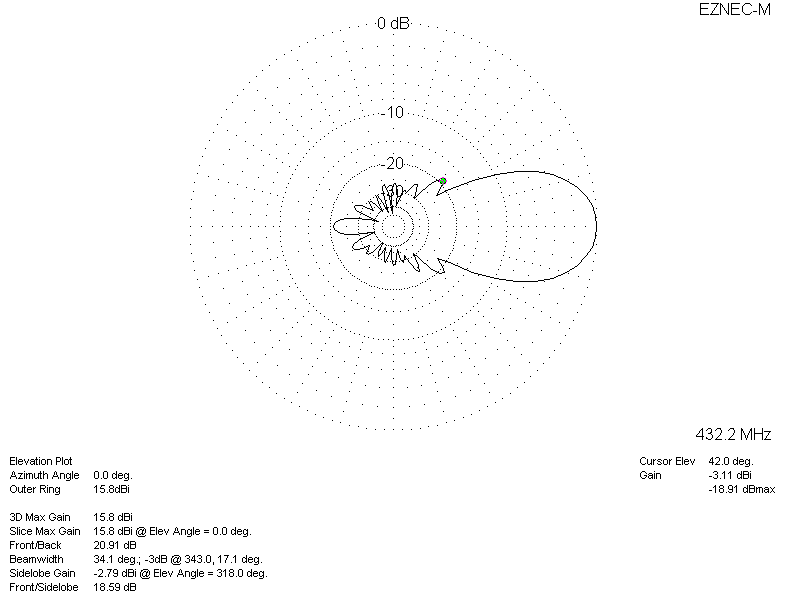 EZNEC-M
0 dB
-10
-20
-30
432.2 MHz
Elevation Plot
Cursor Elev 42.0 deg.
Azimuth Angle 0.0 deg.
Gain -3.11 dBi
Outer Ring 15.8dBi
-18.91 dBmax
3D Max Gain 15.8 dBi
Slice Max Gain 15.8 dBi @ Elev Angle = 0.0 deg.
Front/Back 20.91 dB
Beamwidth 34.1 deg.; -3dB @ 343.0, 17.1 deg.
Sidelobe Gain -2.79 dBi @ Elev Angle = 318.0 deg.
Front/Sidelobe 18.59 dB